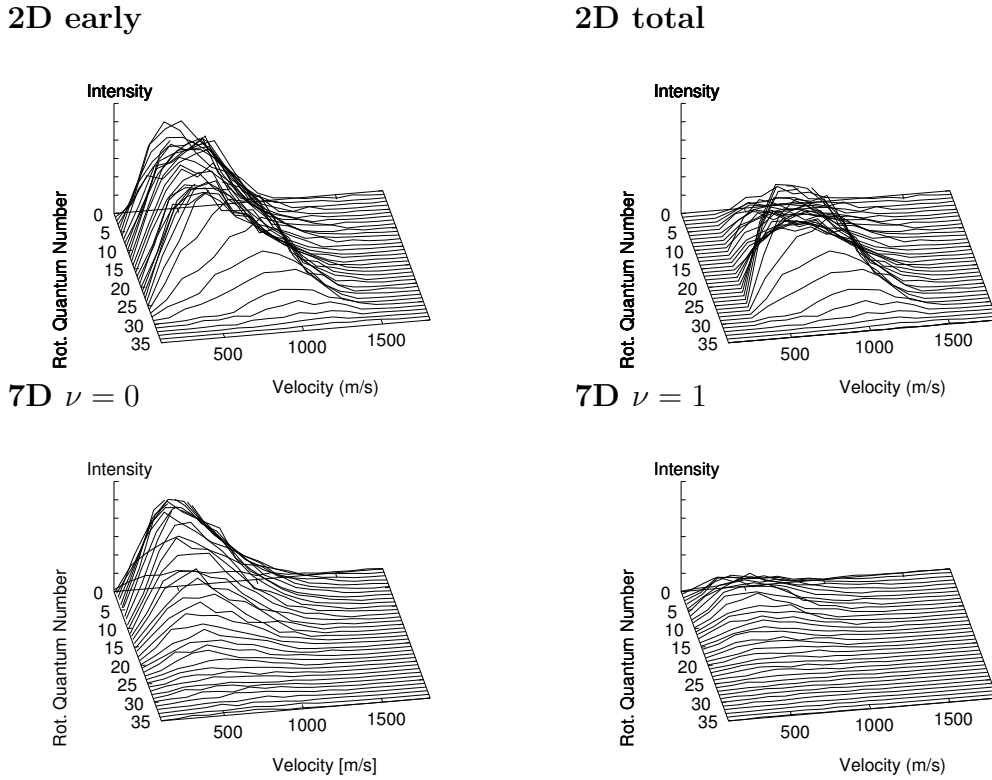 2D early
2D total
Intensity
Rot. Quantum Number
0
5
10
15
20
25
30
35
500
1000
1500
Velocity (m/s)
Intensity
Rot. Quantum Number
0
5
10
15
20
25
30
35
500
1000
1500
Velocity (m/s)
7D ν = 0
7D ν = 1
Intensity
Rot. Quantum Number
0
5
10
15
20
25
30
35
500
1000
1500
Velocity [m/s]
Intensity
Rot. Quantum Number
0
5
10
15
20
25
30
35
500
1000
1500
Velocity (m/s)